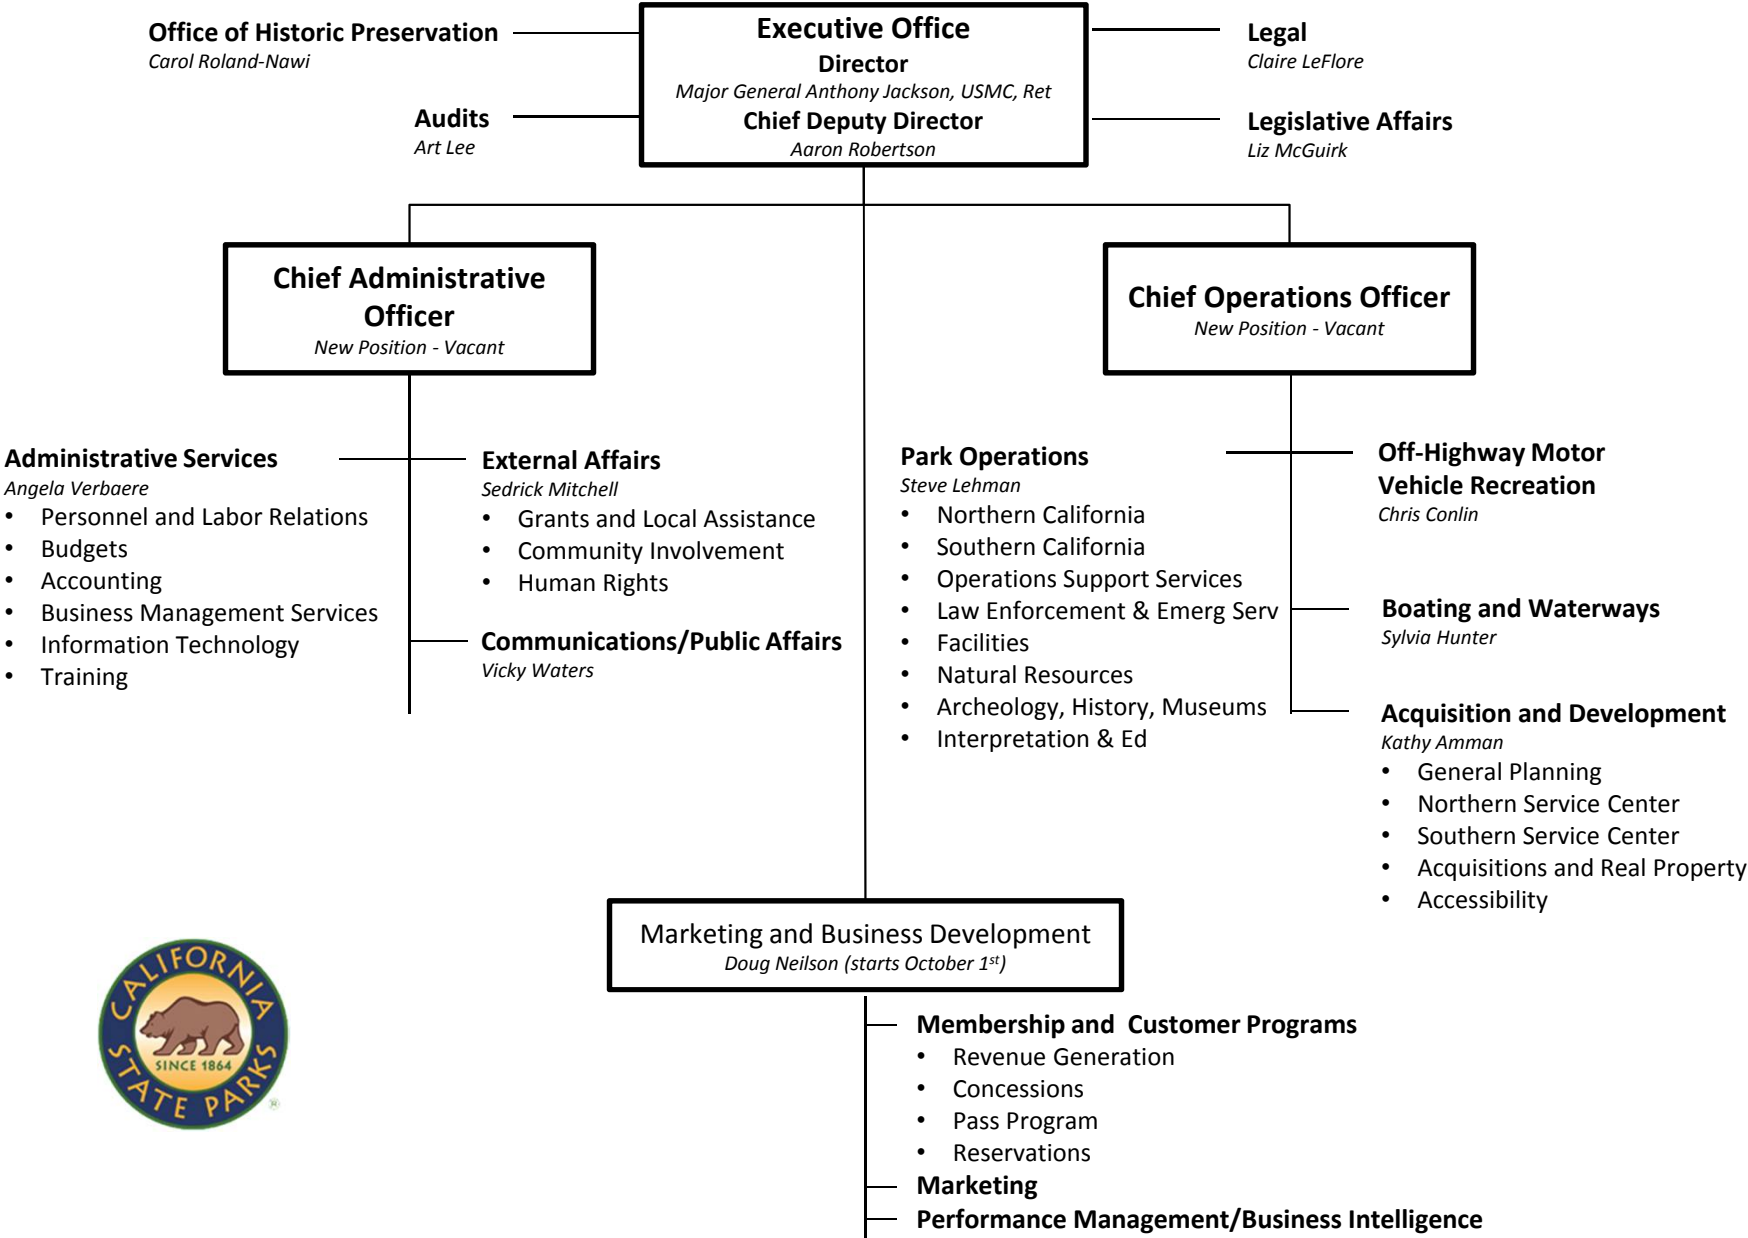 Office of Historic Preservation
Carol Roland-Nawi
Audits
Art Lee
Executive Office
Director
Major General Anthony Jackson, USMC, Ret
Chief Deputy Director
Aaron Robertson
Legal
Claire LeFlore
Legislative Affairs
Liz McGuirk
Chief Administrative
Officer
New Position - Vacant
Chief Operations Officer
New Position - Vacant
Administrative Services
Angela Verbaere
• Personnel and Labor Relations
• Budgets
• Accounting
• Business Management Services
• Information Technology
• Training
External Affairs
Sedrick Mitchell
• Grants and Local Assistance
• Community Involvement
• Human Rights
Communications/Public Affairs
Vicky Waters
Park Operations
Steve Lehman
• Northern California
• Southern California
• Operations Support Services
• Law Enforcement & Emerg Serv
• Facilities
• Natural Resources
• Archeology, History, Museums
• Interpretation & Ed
Off-Highway Motor
Vehicle Recreation
Chris Conlin
Boating and Waterways
Sylvia Hunter
Acquisition and Development
Kathy Amman
• General Planning
• Northern Service Center
• Southern Service Center
• Acquisitions and Real Property
• Accessibility
Marketing and Business Development
Doug Neilson (starts October 1st)
Membership and  Customer Programs
• Revenue Generation
• Concessions
• Pass Program
• Reservations
Marketing
Performance Management/Business Intelligence
CALIFORNIA
SINCE 1864
STATE PARKS
®